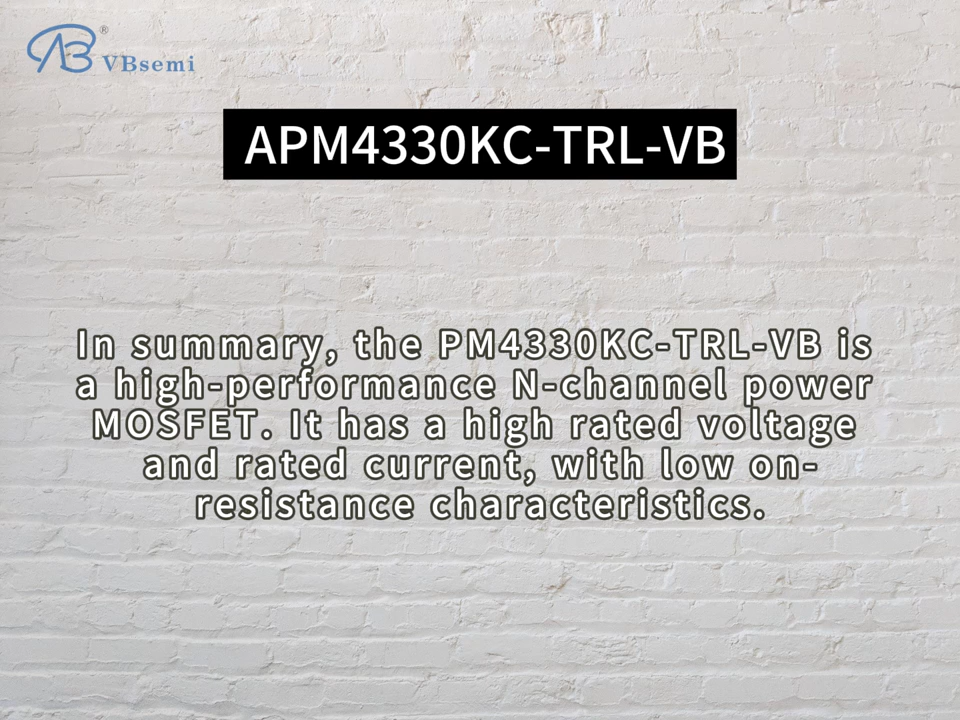 VBsemi
®
APM4330KC-TRL-VB
In summary, the PM4330KC-TRL-VB is
a high-performance N-channel power
MOSFET. It has a high rated voltage
and rated current, with low on-
resistance characteristics.